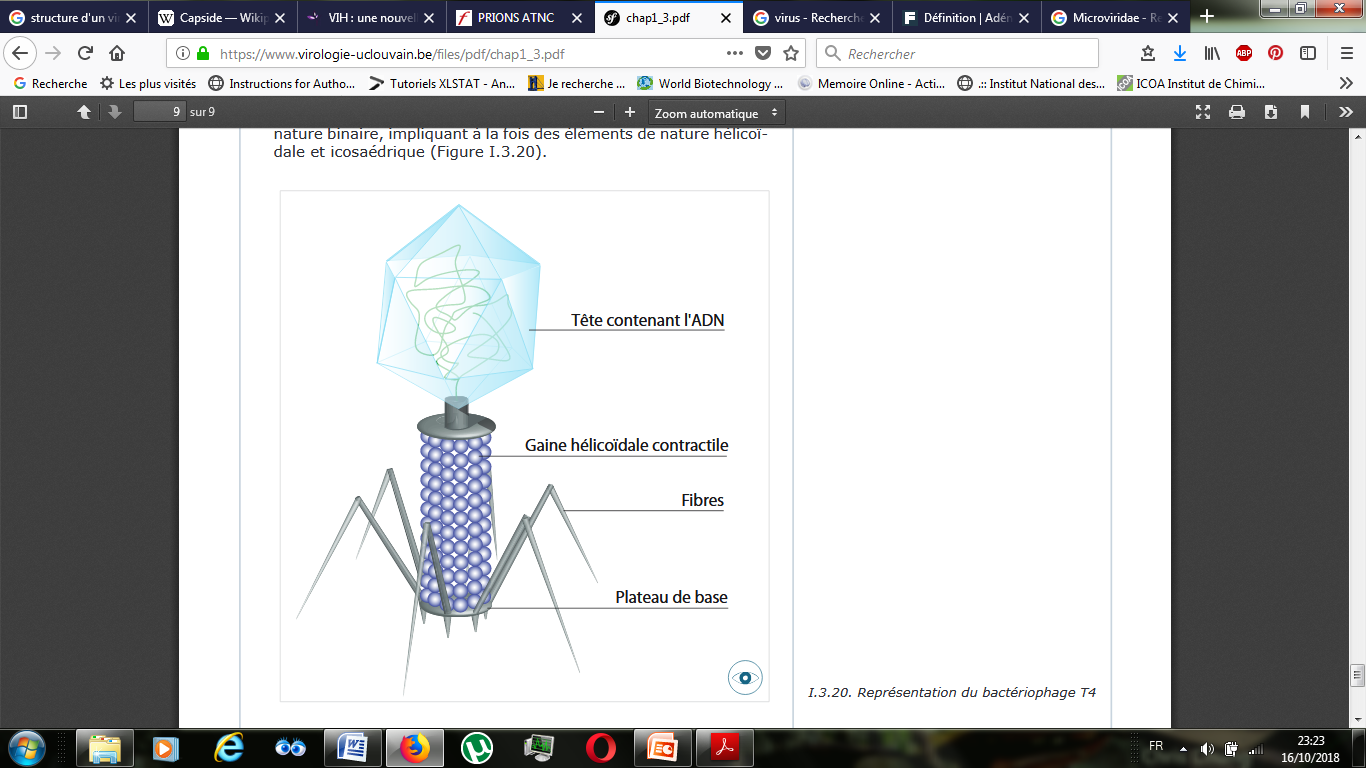 structure d'un vi
Capside — Wikip
VIH : une nouvel
PRIONS ATNC
chap1_3.pdf
virus - Recherche
Définition | Adén
Microviridae - Re
https://www.virologie-uclouvain.be/files/pdf/chap1_3.pdf
Rechercher
Recherche
Les plus visités
Instructions for Autho...
Tutoriels XLSTAT - An...
Je recherche ...
World Biotechnology ...
Memoire Online - Acti...
.:: Institut National des...
ICOA Institut de Chimi...
9 sur 9
Zoom automatique
nature binaire, impliquant à la fois des éléments de nature hélicoï-
dale et icosaédrique (Figure I.3.20).
Tête contenant l'ADN
Gaine hélicoïdale contractile
Fibres
Plateau de base
I.3.20. Représentation du bactériophage T4
FR
23:23
16/10/2018